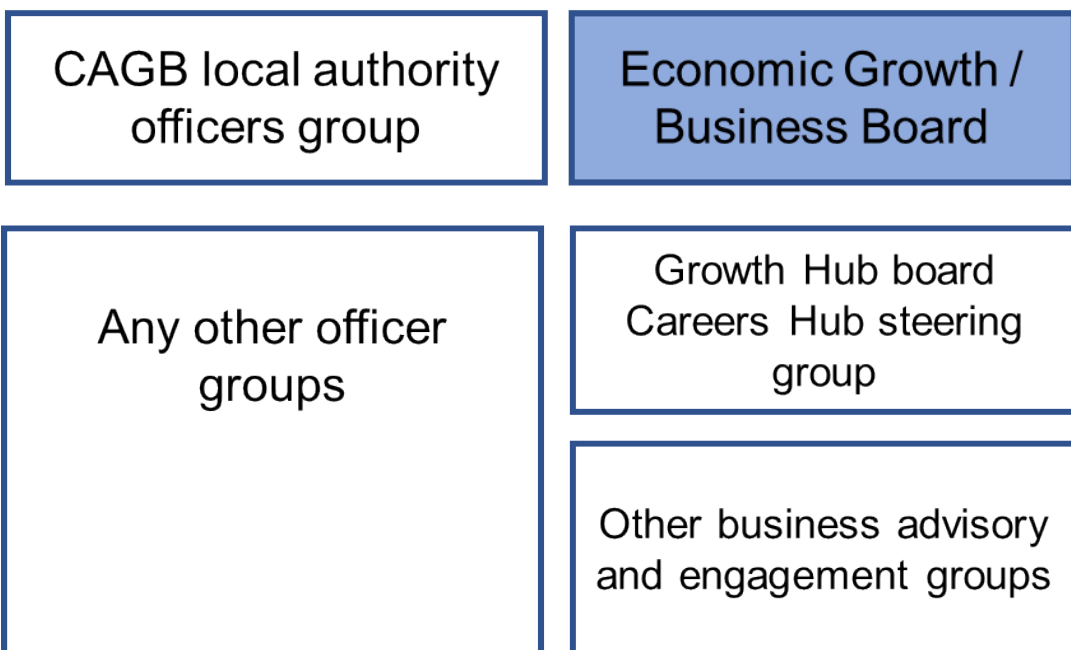 CAGB local authority
officers group
Economic Growth /
Business Board
Any other officer
groups
Growth Hub board
Careers Hub steering
group
Other business advisory
and engagement groups